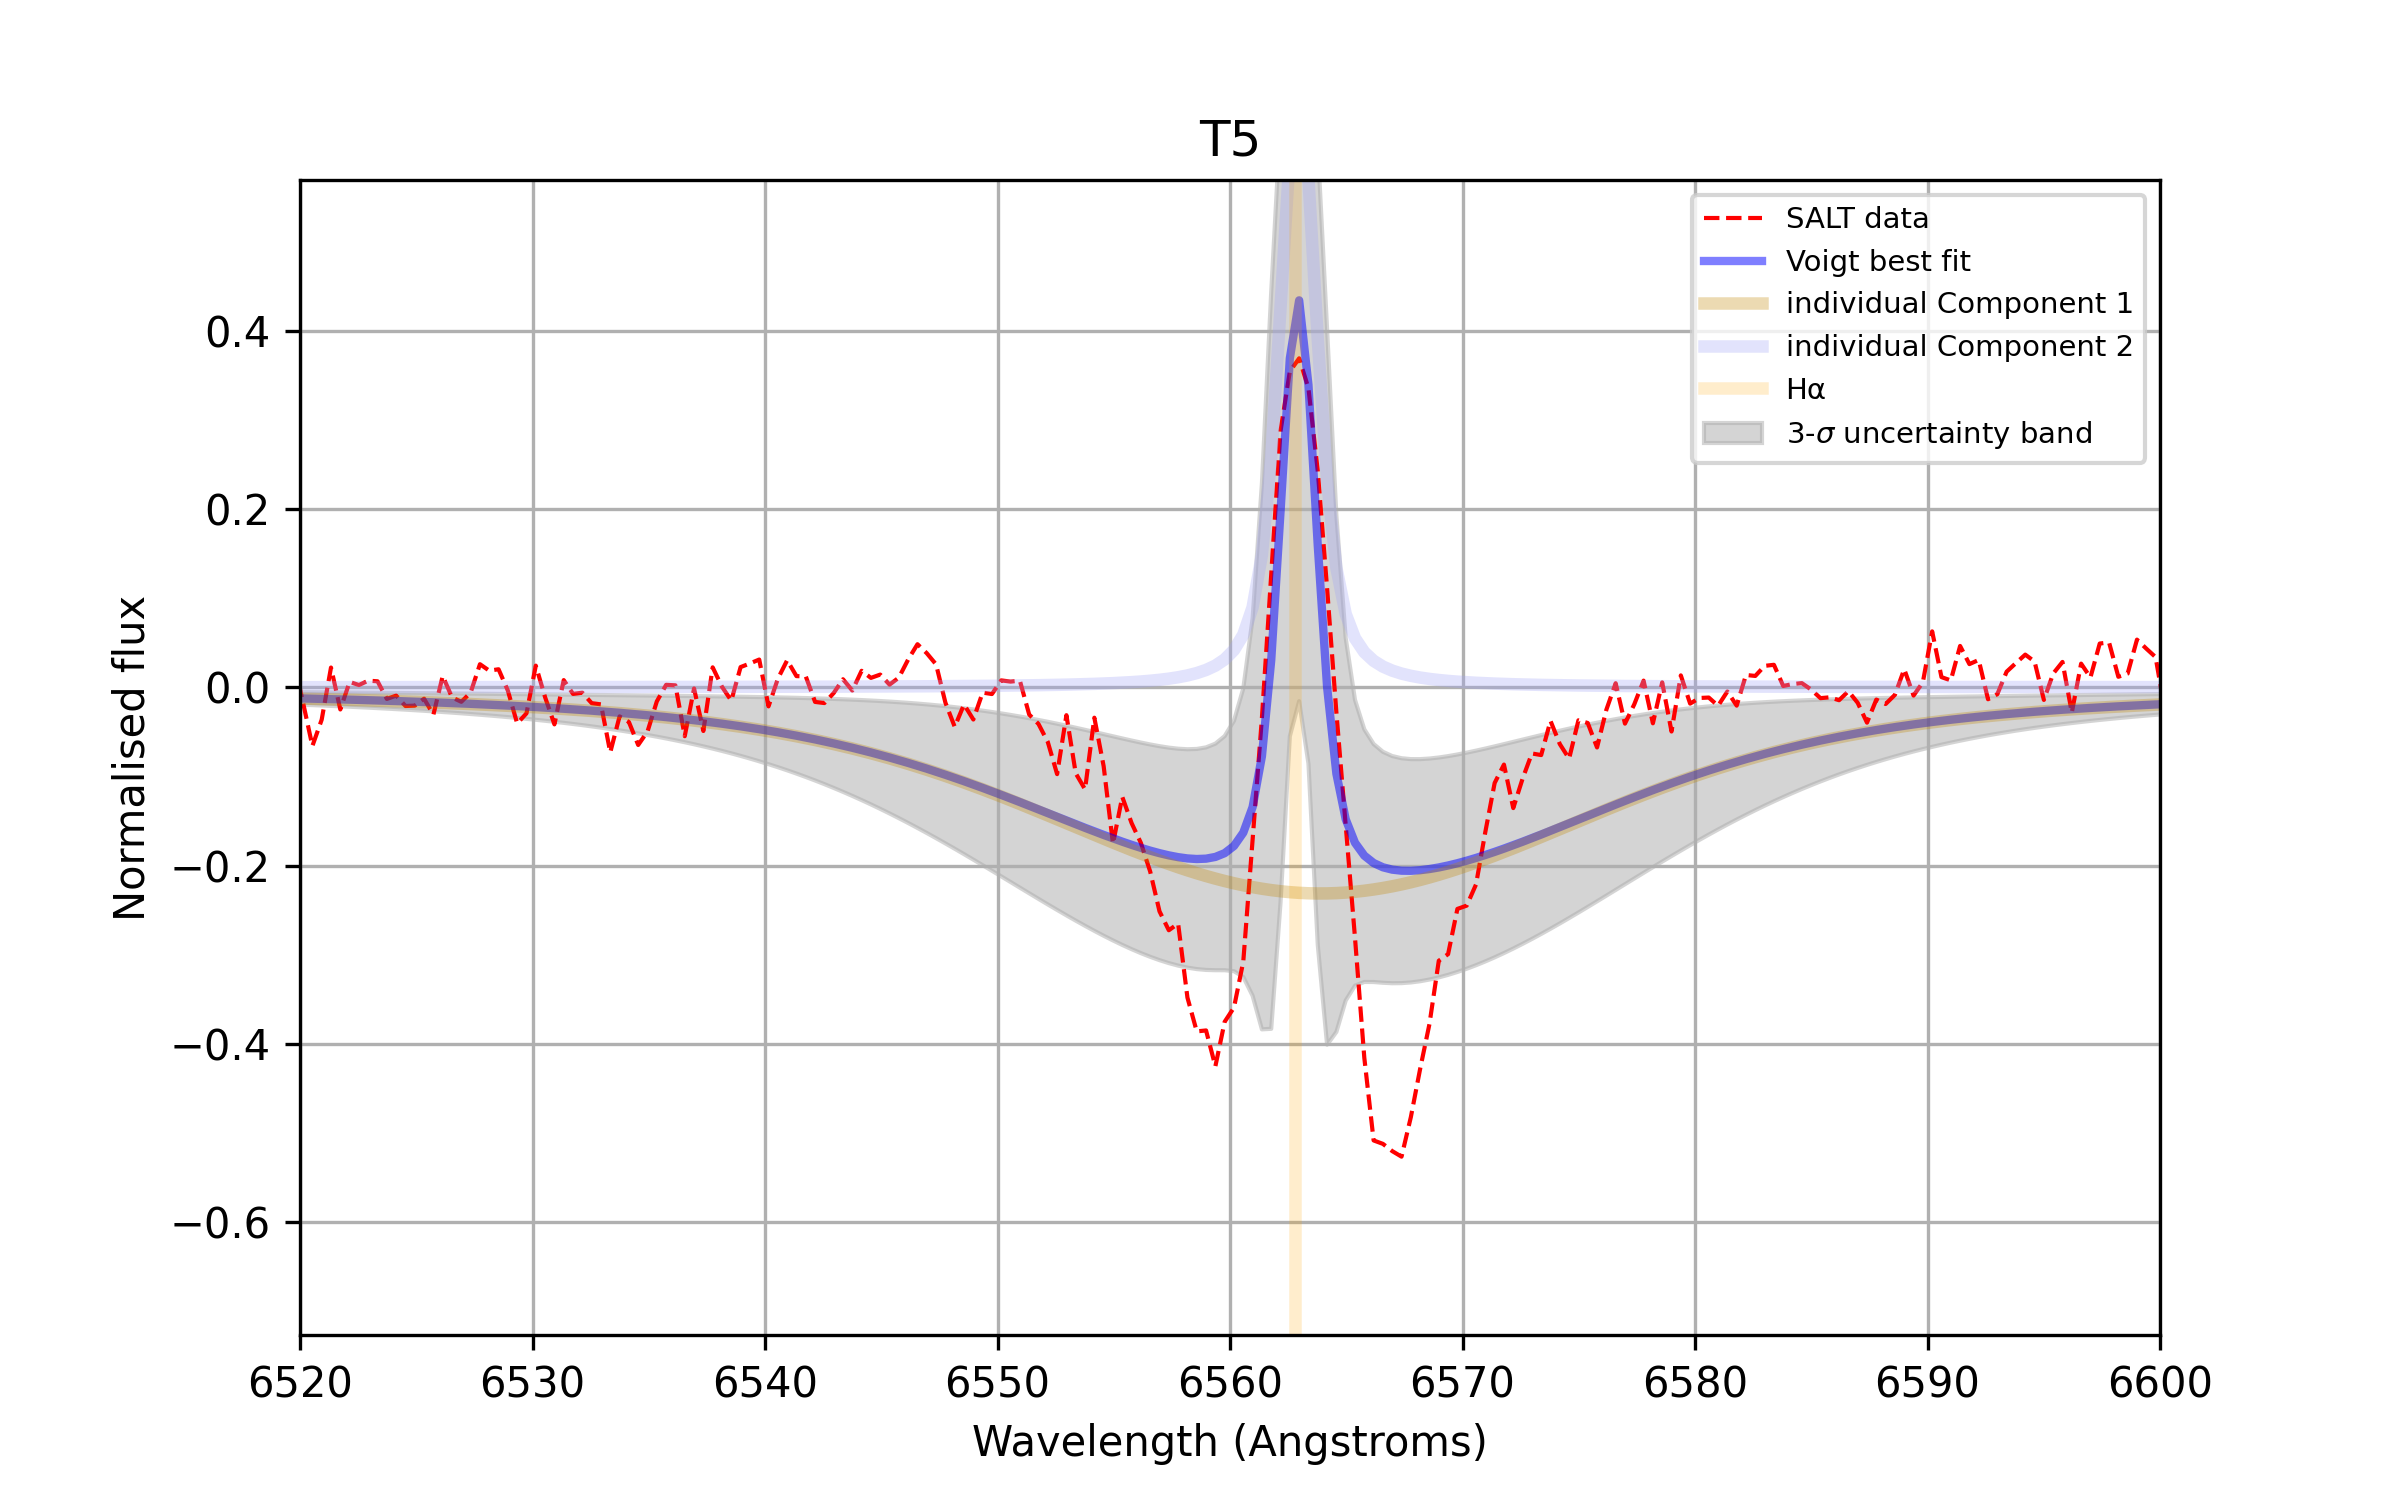 T5
SALT data
Voigt best fit
individual Component 1
individual Component 2
Hα
3-σ uncertainty band
Normalised flux
0.4
0.2
0.0
−0.2
−0.4
−0.6
6520 6530 6540 6550 6560 6570 6580 6590 6600
Wavelength (Angstroms)